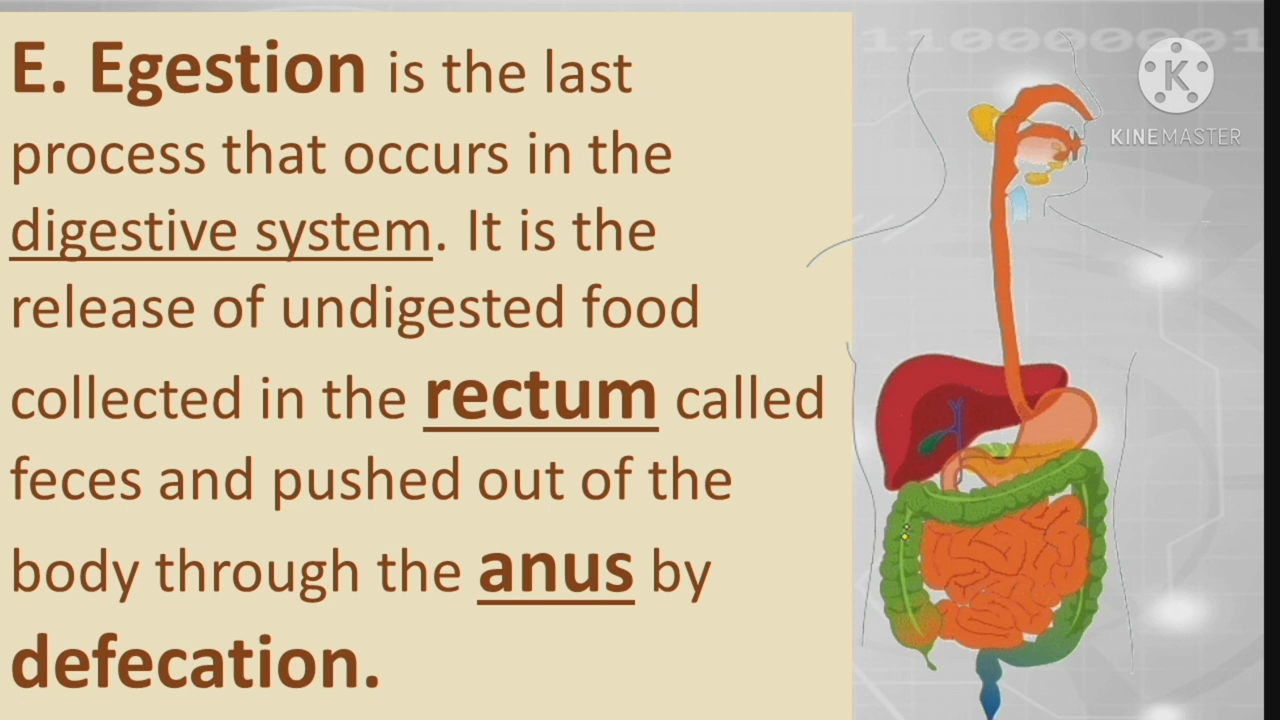 E. Egestion is the last
process that occurs in the
digestive system. It is the
release of undigested food
collected in the rectum called
feces and pushed out of the
body through the anus by
defecation.
110000001
K
KINEMASTER